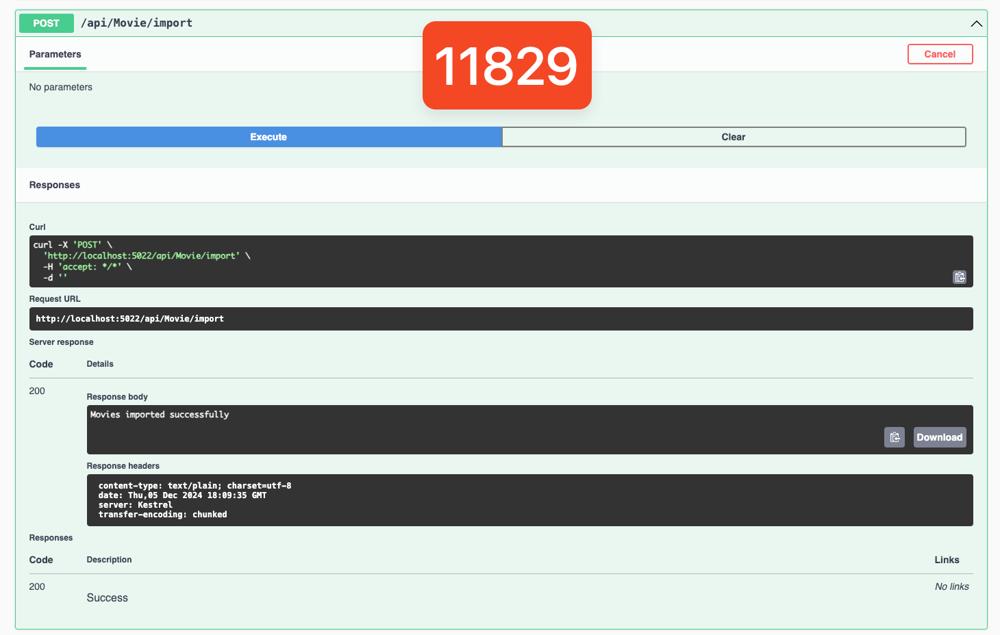 POST /api/Movie/import
Parameters
Cancel
11829
No parameters
Execute
Clear
Responses
Curl
curl -X 'POST' \
'http://localhost:5022/api/Movie/import' \
-H 'accept: */*' \
-d ''
Request URL
http://localhost:5022/api/Movie/import
Server response
Code Details
200
Response body
Movies imported successfully
Download
Response headers
content-type: text/plain; charset=utf-8
date: Thu,05 Dec 2024 18:09:35 GMT
server: Kestrel
transfer-encoding: chunked
Responses
Code Description Links
200 No links
Success